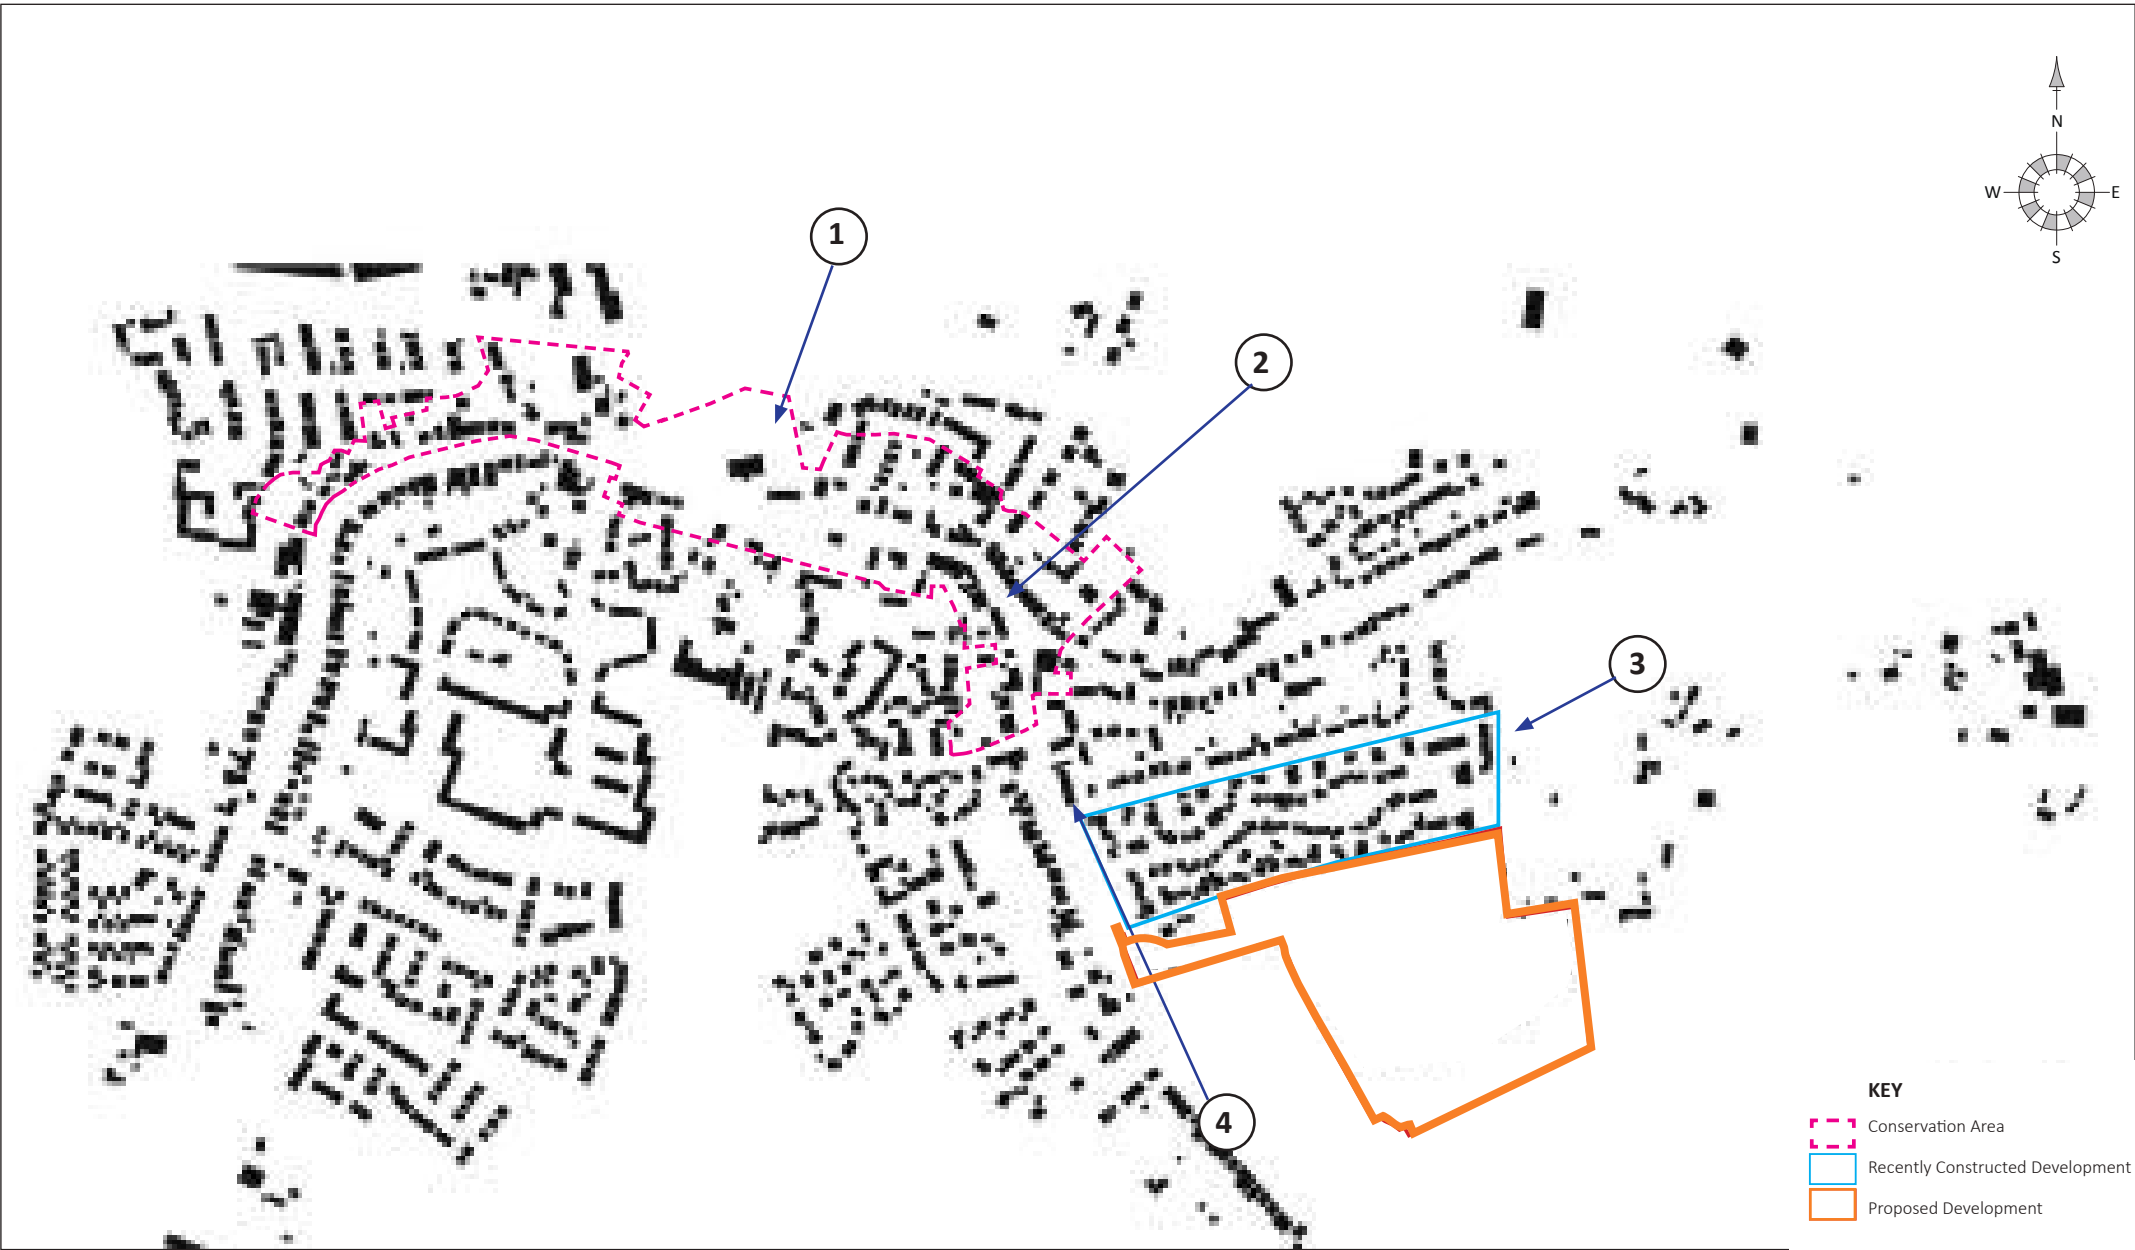 N
W
E
S
1
2
3
4
KEY
Conservation Area
Recently Constructed Development
Proposed Development